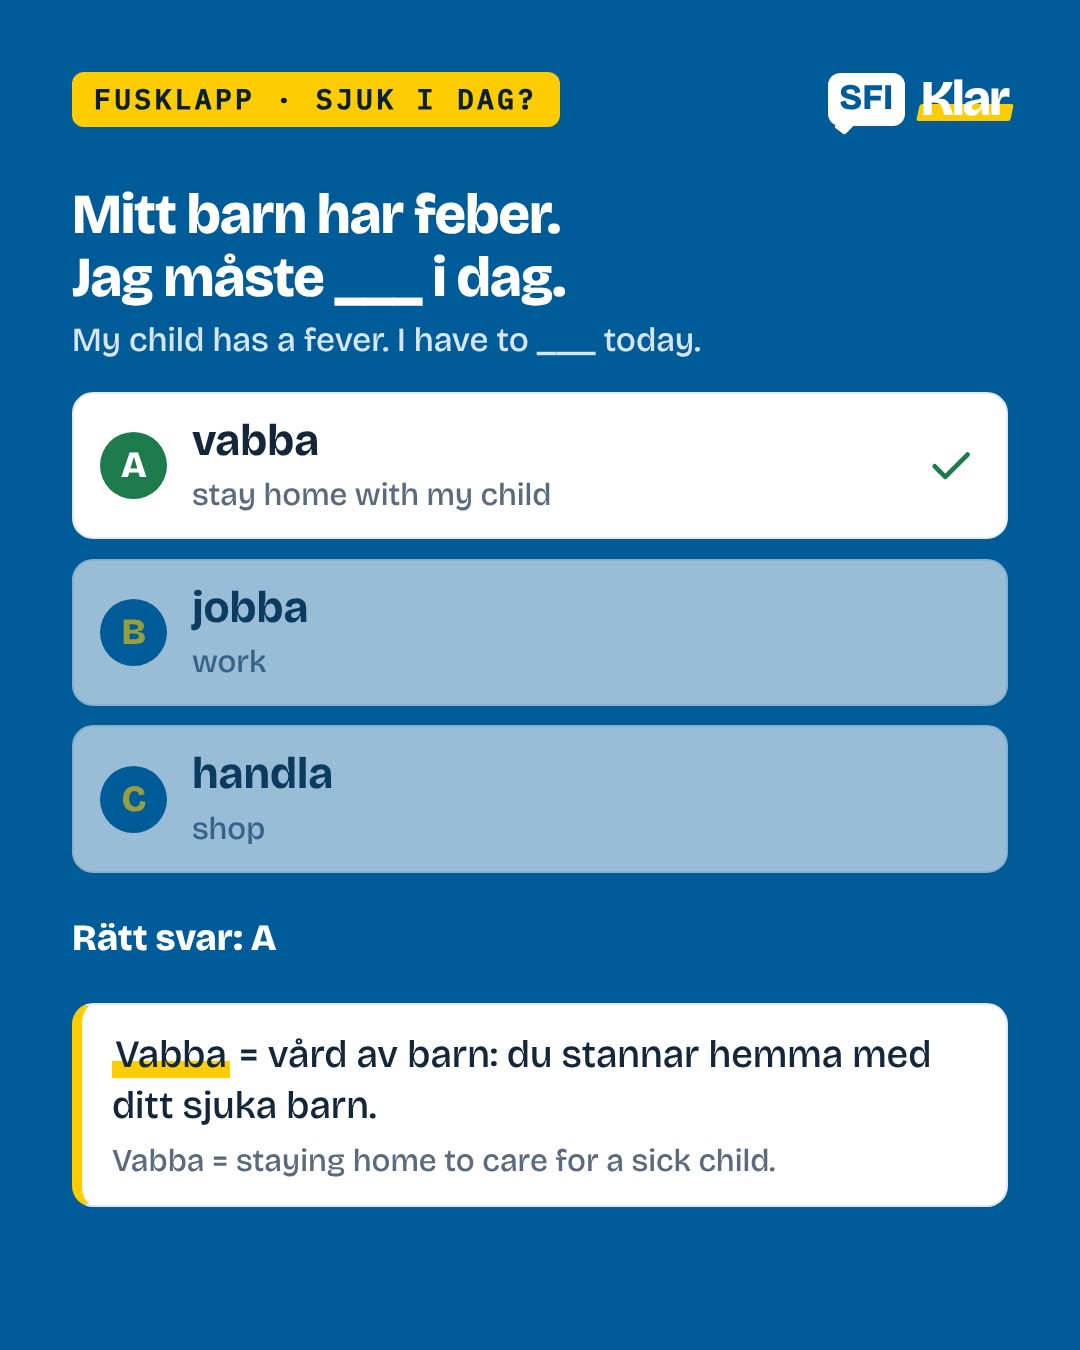 FUSKLAPP · SJUK I DAG?
SFI Klar
Mitt barn har feber.
Jag måste ___ i dag.
My child has a fever. I have to ___ today.
A
vabba
stay home with my child
B
jobba
work
C
handla
shop
Rätt svar: A
Vabba = vård av barn: du stannar hemma med
ditt sjuka barn.
Vabba = staying home to care for a sick child.